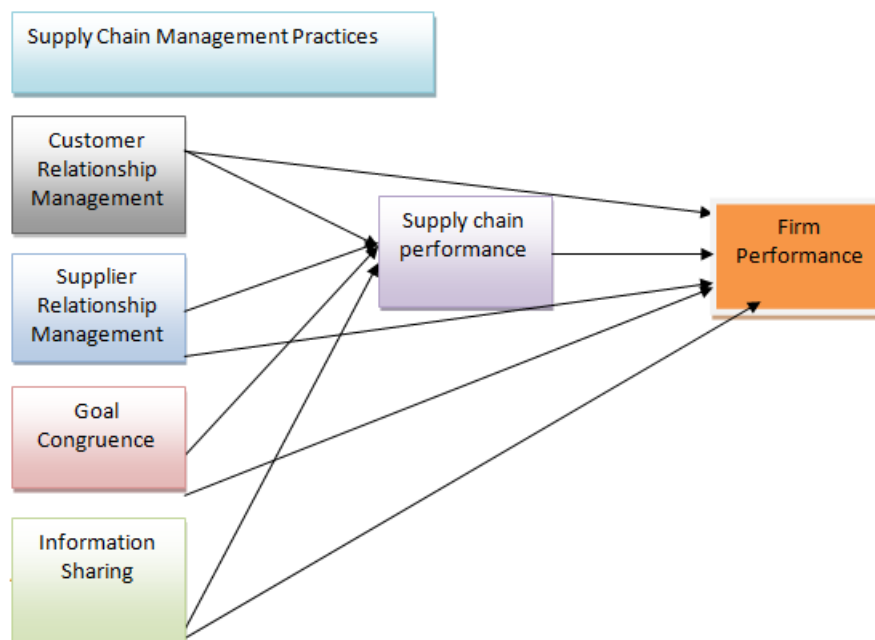 Supply Chain Management Practices
Customer
Relationship
Management
Supply chain
performance
Firm
Performance
Supplier
Relationship
Management
Goal
Congruence
Information
Sharing